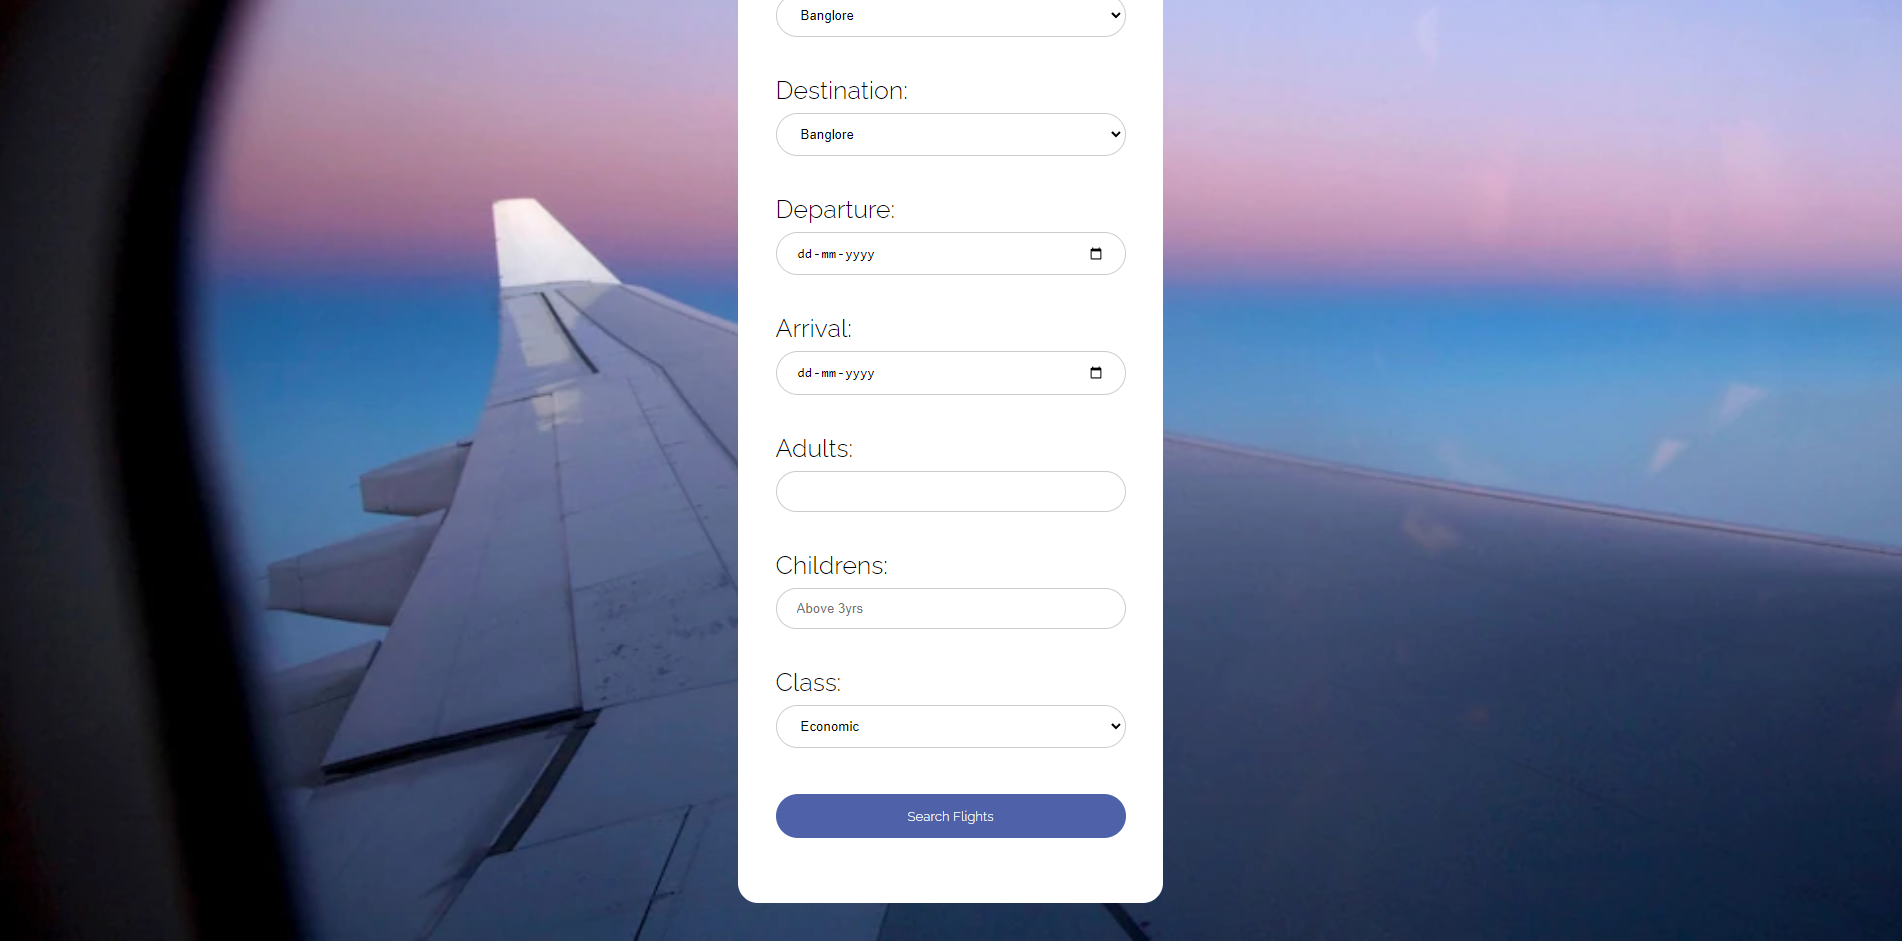 Banglore
Destination:
Banglore
Departure:
dd-mm-yyyy
Arrival:
dd-mm-yyyy
Adults:
Childrens:
Above 3yrs
Class:
Economic
Search Flights